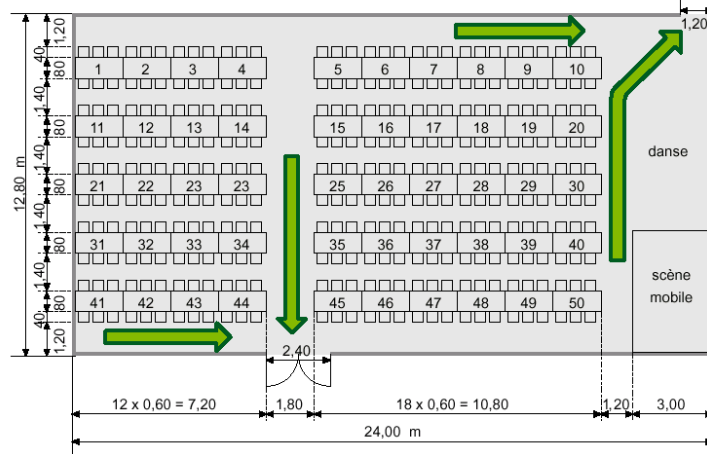 1,20
1,20
40
80
1 2 3 4 5 6 7 8 9 10
1,40
80
11 12 13 14 15 16 17 18 19 20
danse
1,40
12,80 m
80
21 22 23 23 25 26 27 28 29 30
1,40
80
31 32 33 34 35 36 37 38 39 40
scène
mobile
1,40
80
41 42 43 44 45 46 47 48 49 50
40
1,20
2,40
12 x 0,60 = 7,20 1,80 18 x 0,60 = 10,80 1,20 3,00
24,00 m